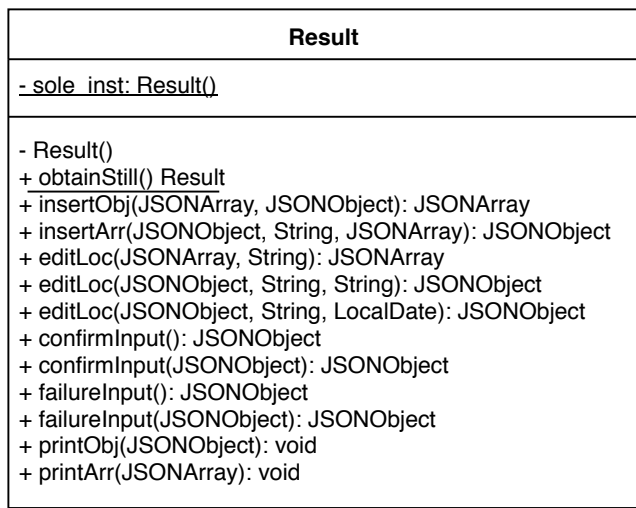 Result
- sole_inst: Result()
- Result()
+ obtainStill() Result
+ insertObj(JSONArray, JSONObject): JSONArray
+ insertArr(JSONObject, String, JSONArray): JSONObject
+ editLoc(JSONArray, String): JSONArray
+ editLoc(JSONObject, String, String): JSONObject
+ editLoc(JSONObject, String, LocalDate): JSONObject
+ confirmInput(): JSONObject
+ confirmInput(JSONObject): JSONObject
+ failureInput(): JSONObject
+ failureInput(JSONObject): JSONObject
+ printObj(JSONObject): void
+ printArr(JSONArray): void